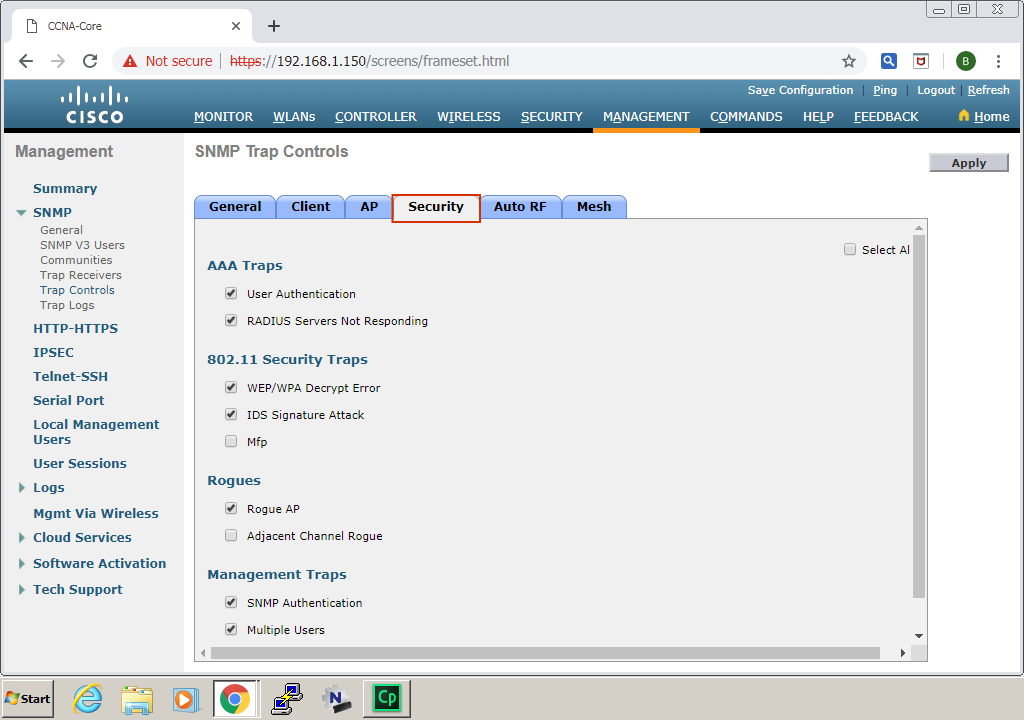 CCNA-Core
Not secure
https://192.168.1.150/screens/frameset.html
B
Save Configuration | Ping | Logout | Refresh
CISCO
MONITOR WLANs CONTROLLER WIRELESS SECURITY MANAGEMENT COMMANDS HELP FEEDBACK Home
Management
SNMP Trap Controls
Apply
Summary
SNMP
General
SNMP V3 Users
Communities
Trap Receivers
Trap Controls
Trap Logs
HTTP-HTTPS
IPSEC
Telnet-SSH
Serial Port
Local Management
Users
User Sessions
Logs
Mgmt Via Wireless
Cloud Services
Software Activation
Tech Support
General Client AP Security Auto RF Mesh
Select Al
AAA Traps
User Authentication
RADIUS Servers Not Responding
802.11 Security Traps
WEP/WPA Decrypt Error
IDS Signature Attack
Mfp
Rogues
Rogue AP
Adjacent Channel Rogue
Management Traps
SNMP Authentication
Multiple Users
Start
N
Cp